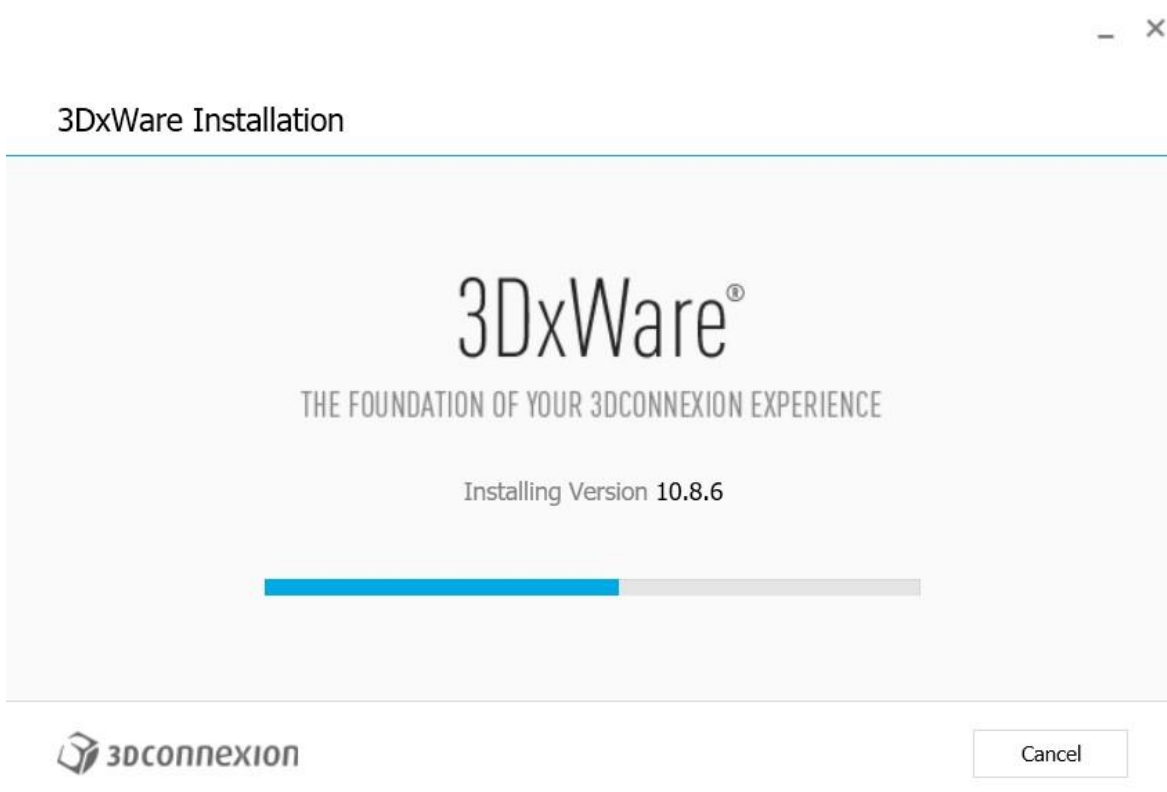 3DxWare Installation
3DxWare®
THE FOUNDATION OF YOUR 3DCONNEXION EXPERIENCE
Installing Version 10.8.6
3Dconnexion
Cancel